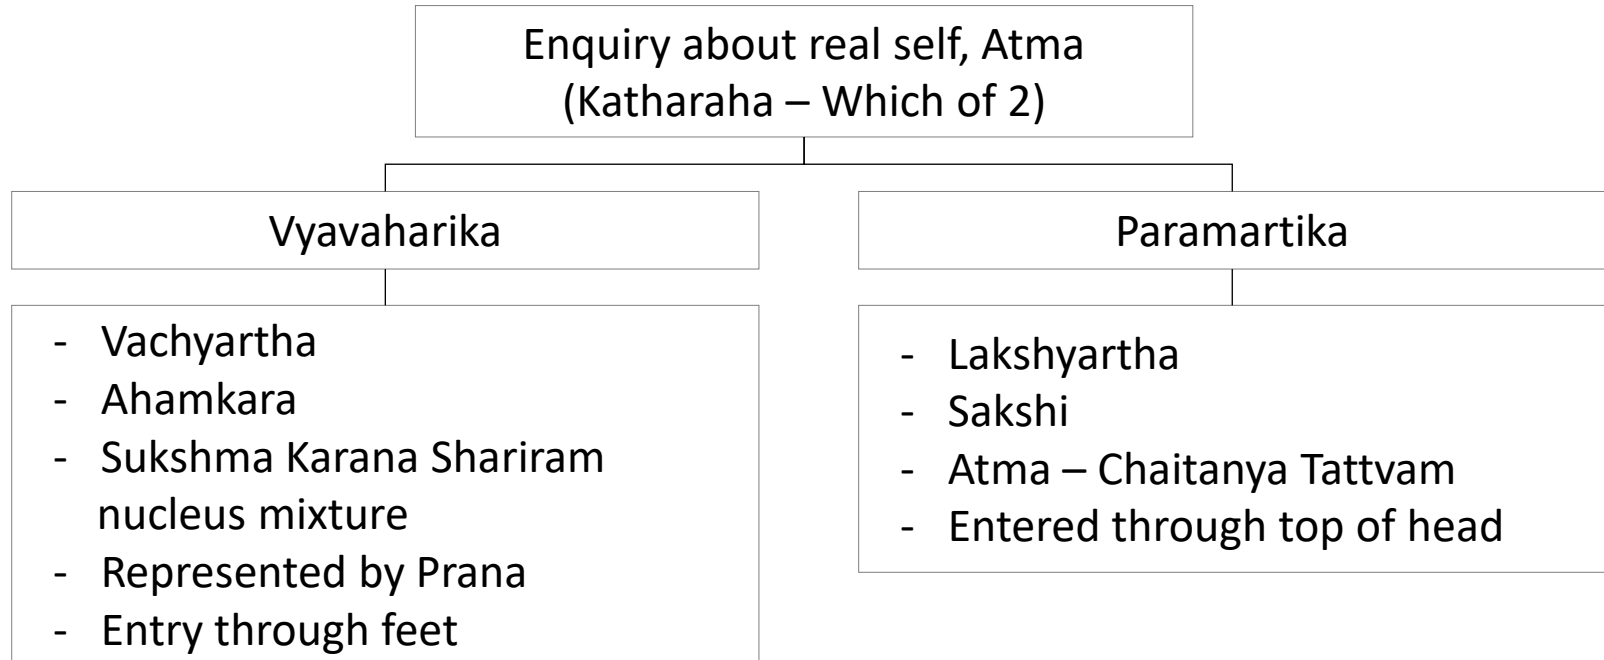 Enquiry about real self, Atma
(Katharaha – Which of 2)
Vyavaharika
Paramartika
- Vachyartha
- Ahamkara
- Sukshma Karana Shariram
nucleus mixture
- Represented by Prana
- Entry through feet
- Lakshyartha
- Sakshi
- Atma – Chaitanya Tattvam
- Entered through top of head